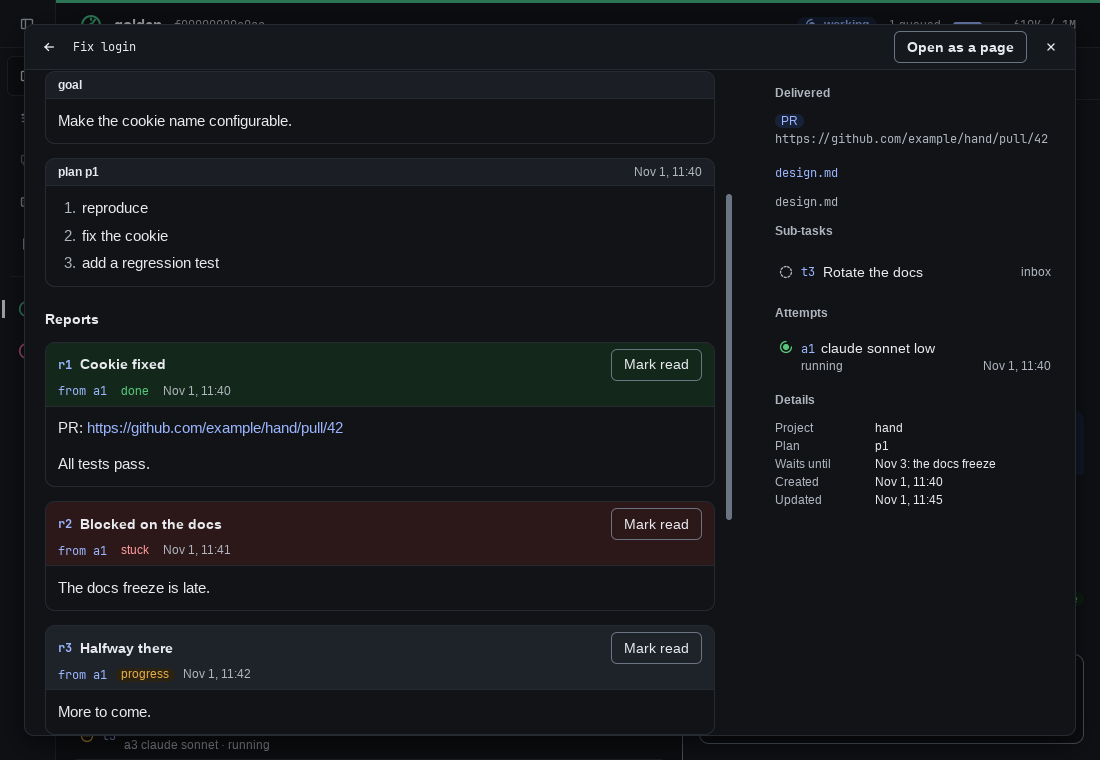 golden
working
1 queued
Fix login
Open as a page
goal
Make the cookie name configurable.
plan p1
Nov 1, 11:40
1. reproduce
2. fix the cookie
3. add a regression test
Reports
r1 Cookie fixed
Mark read
from a1 done Nov 1, 11:40
PR: https://github.com/example/hand/pull/42
All tests pass.
r2 Blocked on the docs
Mark read
from a1 stuck Nov 1, 11:41
The docs freeze is late.
r3 Halfway there
Mark read
from a1 progress Nov 1, 11:42
More to come.
Delivered
PR
https://github.com/example/hand/pull/42
design.md
design.md
Sub-tasks
t3 Rotate the docs inbox
Attempts
a1 claude sonnet low
running Nov 1, 11:40
Details
Project hand
Plan p1
Waits until Nov 3: the docs freeze
Created Nov 1, 11:40
Updated Nov 1, 11:45
a3 claude sonnet · running